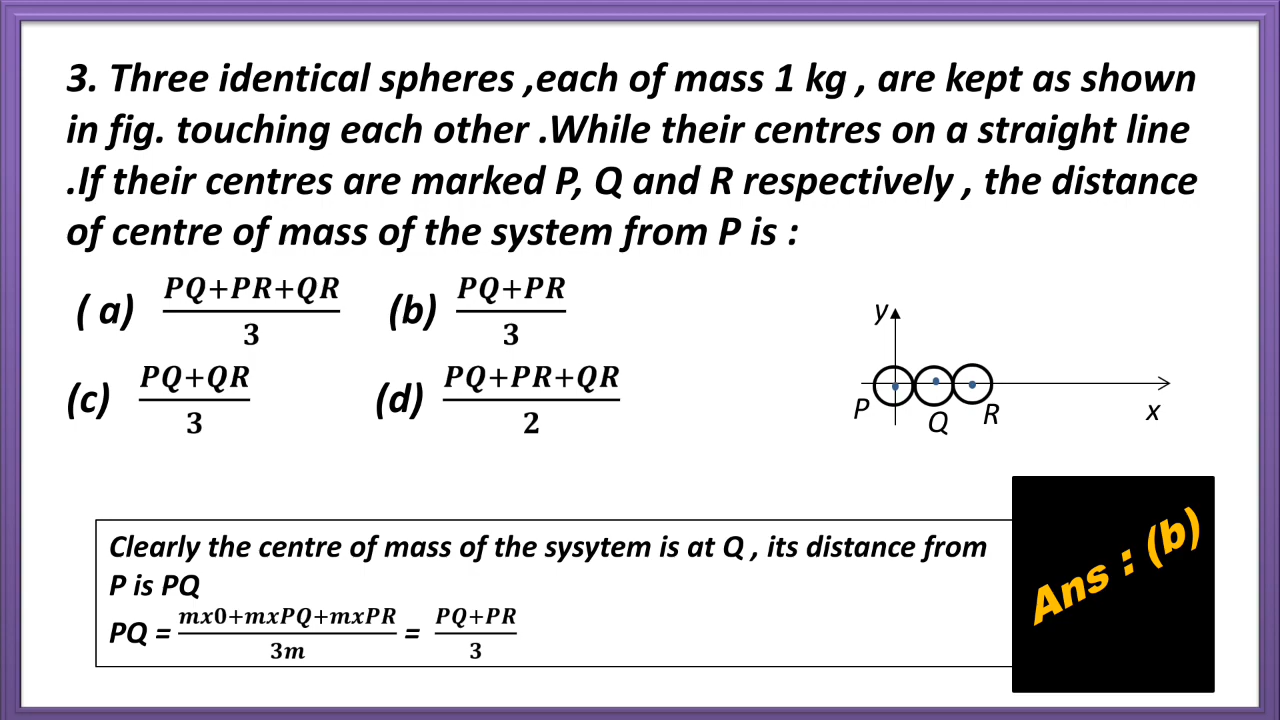 3. Three identical spheres ,each of mass 1 kg , are kept as shown
in fig. touching each other .While their centres on a straight line
.If their centres are marked P, Q and R respectively , the distance
of centre of mass of the system from P is :
( a) (PQ+PR+QR)/3 (b) (PQ+PR)/3
(c) (PQ+QR)/3 (d) (PQ+PR+QR)/2
y
P Q R x
Clearly the centre of mass of the sysytem is at Q , its distance from
P is PQ
PQ = (mx0+mxPQ+mxPR)/3m = (PQ+PR)/3
Ans : (b)